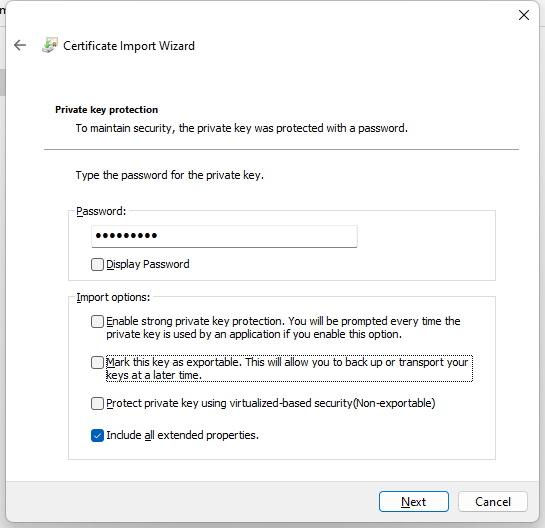 Certificate Import Wizard
Private key protection
To maintain security, the private key was protected with a password.
Type the password for the private key.
Password:
•••••••••
Display Password
Import options:
Enable strong private key protection. You will be prompted every time the
private key is used by an application if you enable this option.
Mark this key as exportable. This will allow you to back up or transport your
keys at a later time.
Protect private key using virtualized-based security(Non-exportable)
Include all extended properties.
Next
Cancel